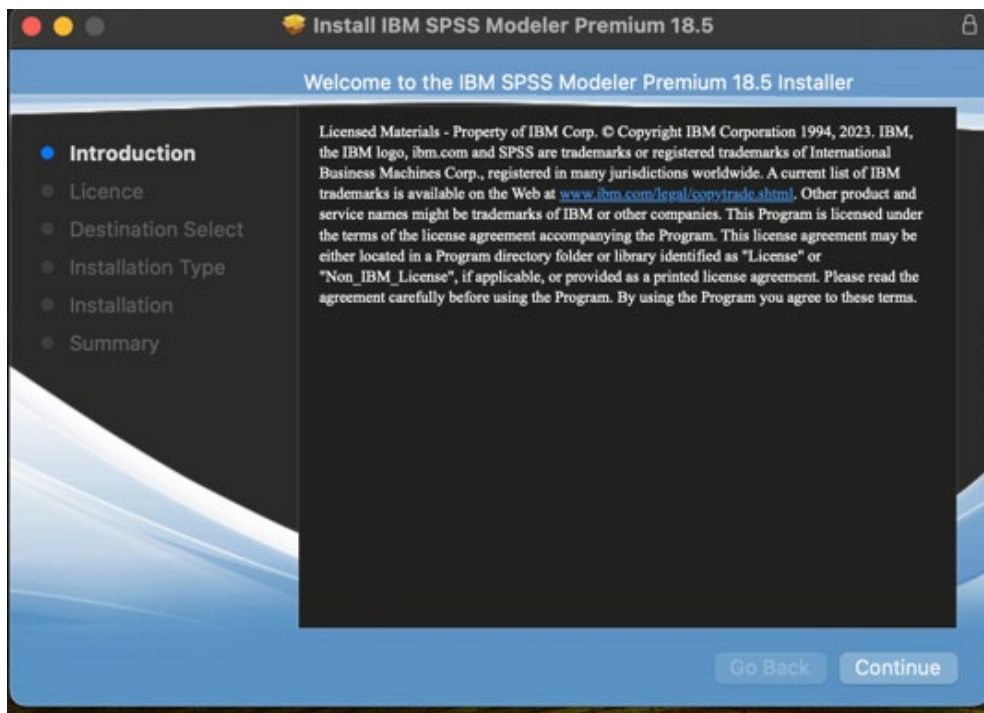 Install IBM SPSS Modeler Premium 18.5
Welcome to the IBM SPSS Modeler Premium 18.5 Installer
Introduction
Licence
Destination Select
Installation Type
Installation
Summary
Licensed Materials - Property of IBM Corp. © Copyright IBM Corporation 1994, 2023. IBM,
the IBM logo, ibm.com and SPSS are trademarks or registered trademarks of International
Business Machines Corp., registered in many jurisdictions worldwide. A current list of IBM
trademarks is available on the Web at www.ibm.com/legal/copytrade.shtml. Other product and
service names might be trademarks of IBM or other companies. This Program is licensed under
the terms of the license agreement accompanying the Program. This license agreement may be
either located in a Program directory folder or library identified as "License" or
"Non_IBM_License", if applicable, or provided as a printed license agreement. Please read the
agreement carefully before using the Program. By using the Program you agree to these terms.
Go Back
Continue